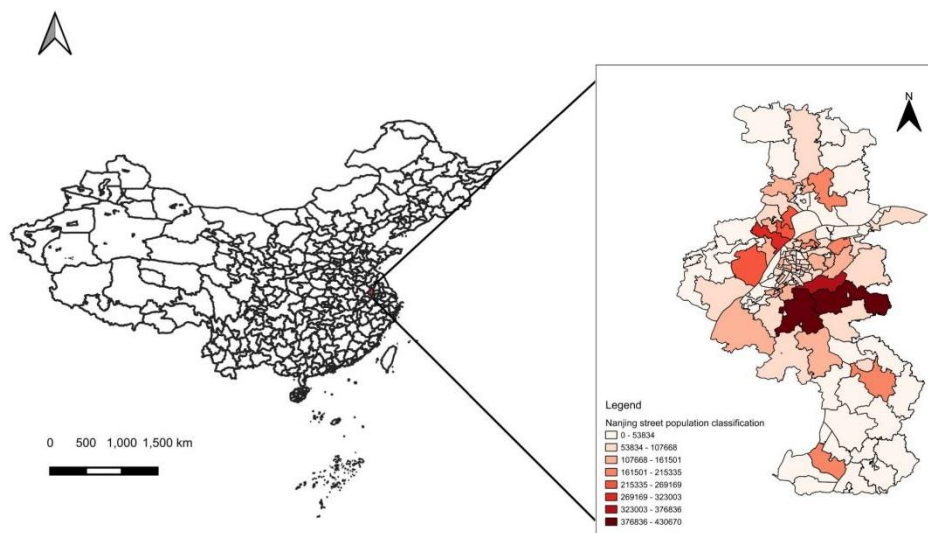 N
0 500 1,000 1,500 km
Legend
Nanjing street population classification
0 - 53834
53834 - 107668
107668 - 161501
161501 - 215335
215335 - 269169
269169 - 323003
323003 - 376836
376836 - 430670